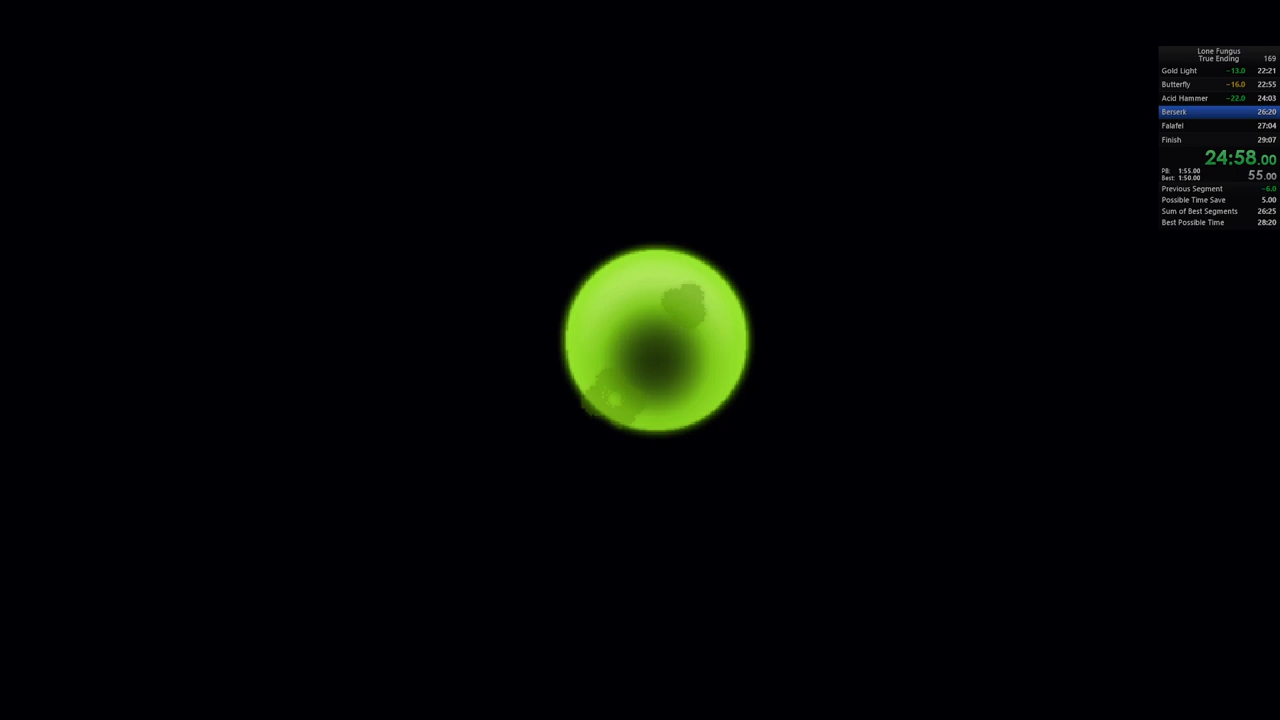 Lone Fungus
True Ending 169
Gold Light -13.0 22:21
Butterfly -16.0 22:55
Acid Hammer -22.0 24:03
Berserk 26:20
Falafel 27:04
Finish 29:07
24:58.00
PB: 1:55.00
Best: 1:50.00
55.00
Previous Segment -6.0
Possible Time Save 5.00
Sum of Best Segments 26:25
Best Possible Time 28:20